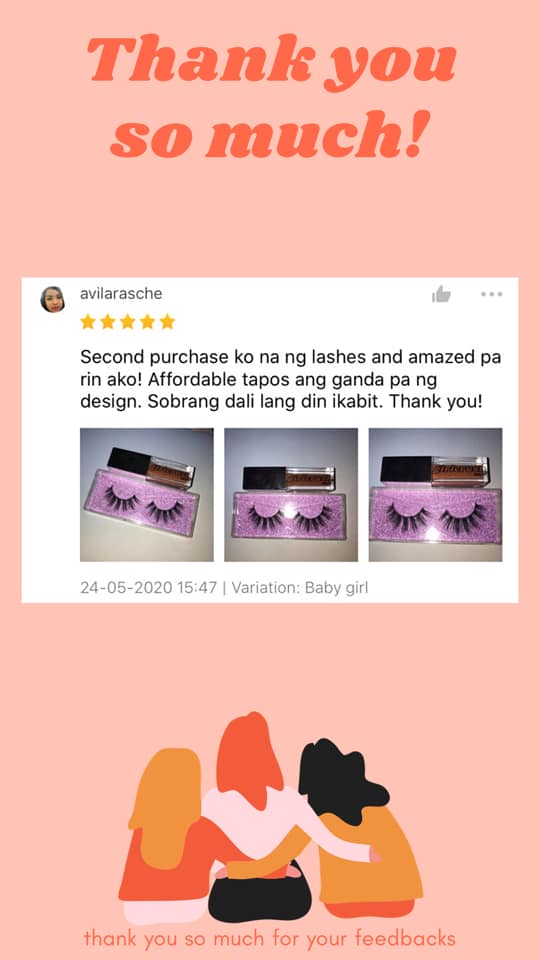 Thank you
so much!
avilarasche
Second purchase ko na ng lashes and amazed pa
rin ako! Affordable tapos ang ganda pa ng
design. Sobrang dali lang din ikabit. Thank you!
24-05-2020 15:47 | Variation: Baby girl
thank you so much for your feedbacks